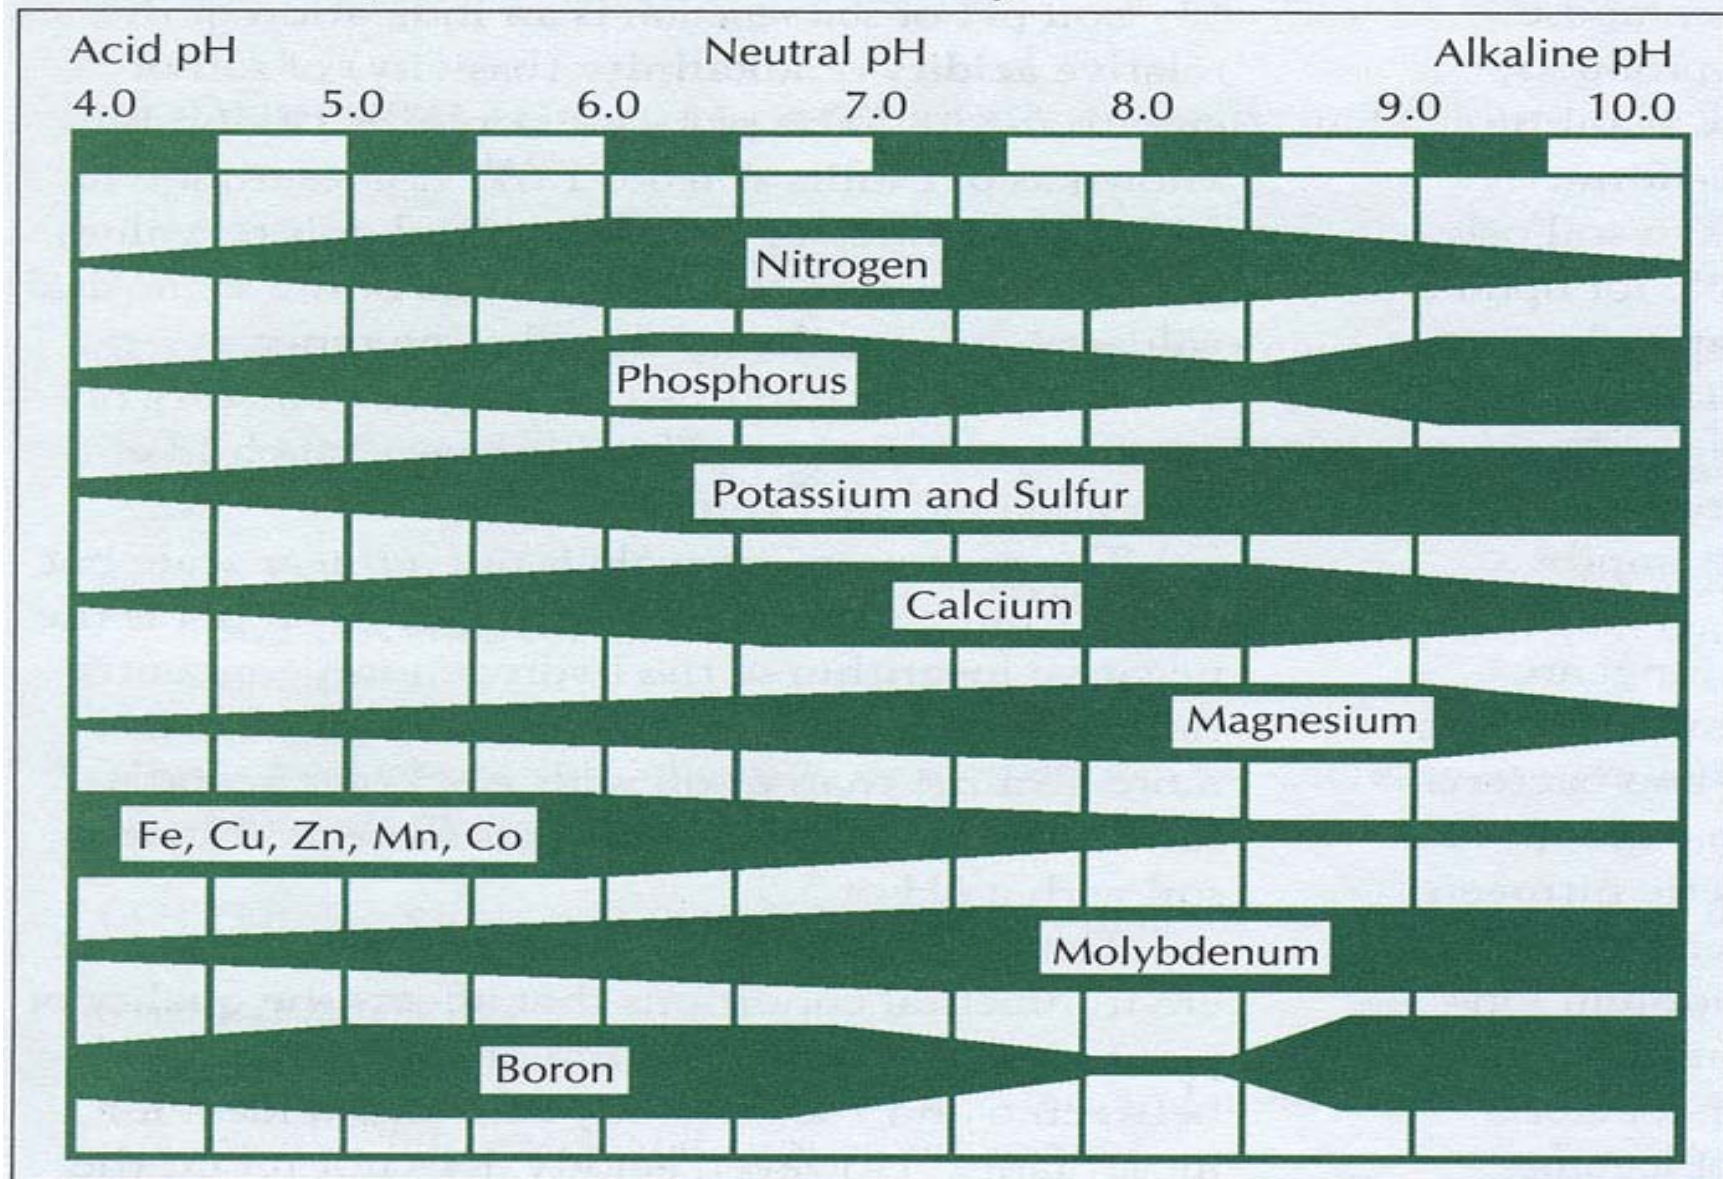 Acid pH Neutral pH Alkaline pH
4.0 5.0 6.0 7.0 8.0 9.0 10.0
Nitrogen
Phosphorus
Potassium and Sulfur
Calcium
Magnesium
Fe, Cu, Zn, Mn, Co
Molybdenum
Boron